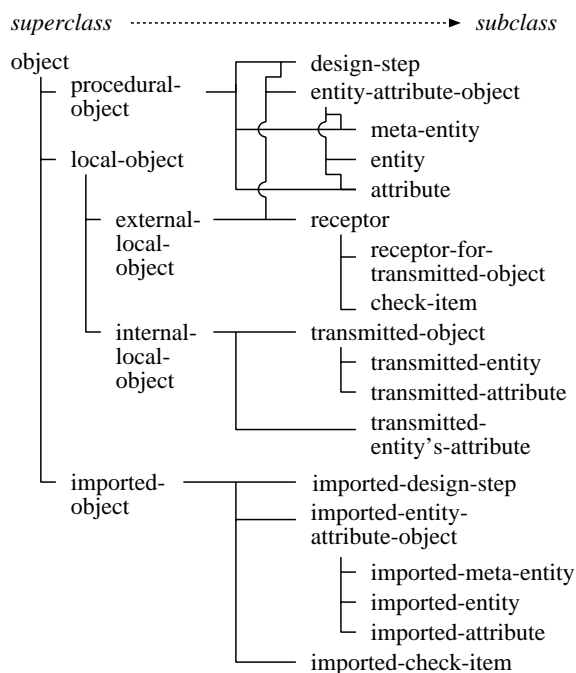 superclass subclass
object
procedural-
object
design-step
entity-attribute-object
meta-entity
entity
attribute
local-object
external-
local-
object
receptor
receptor-for-
transmitted-object
check-item
internal-
local-
object
transmitted-object
transmitted-entity
transmitted-attribute
transmitted-
entity's-attribute
imported-
object
imported-design-step
imported-entity-
attribute-object
imported-meta-entity
imported-entity
imported-attribute
imported-check-item